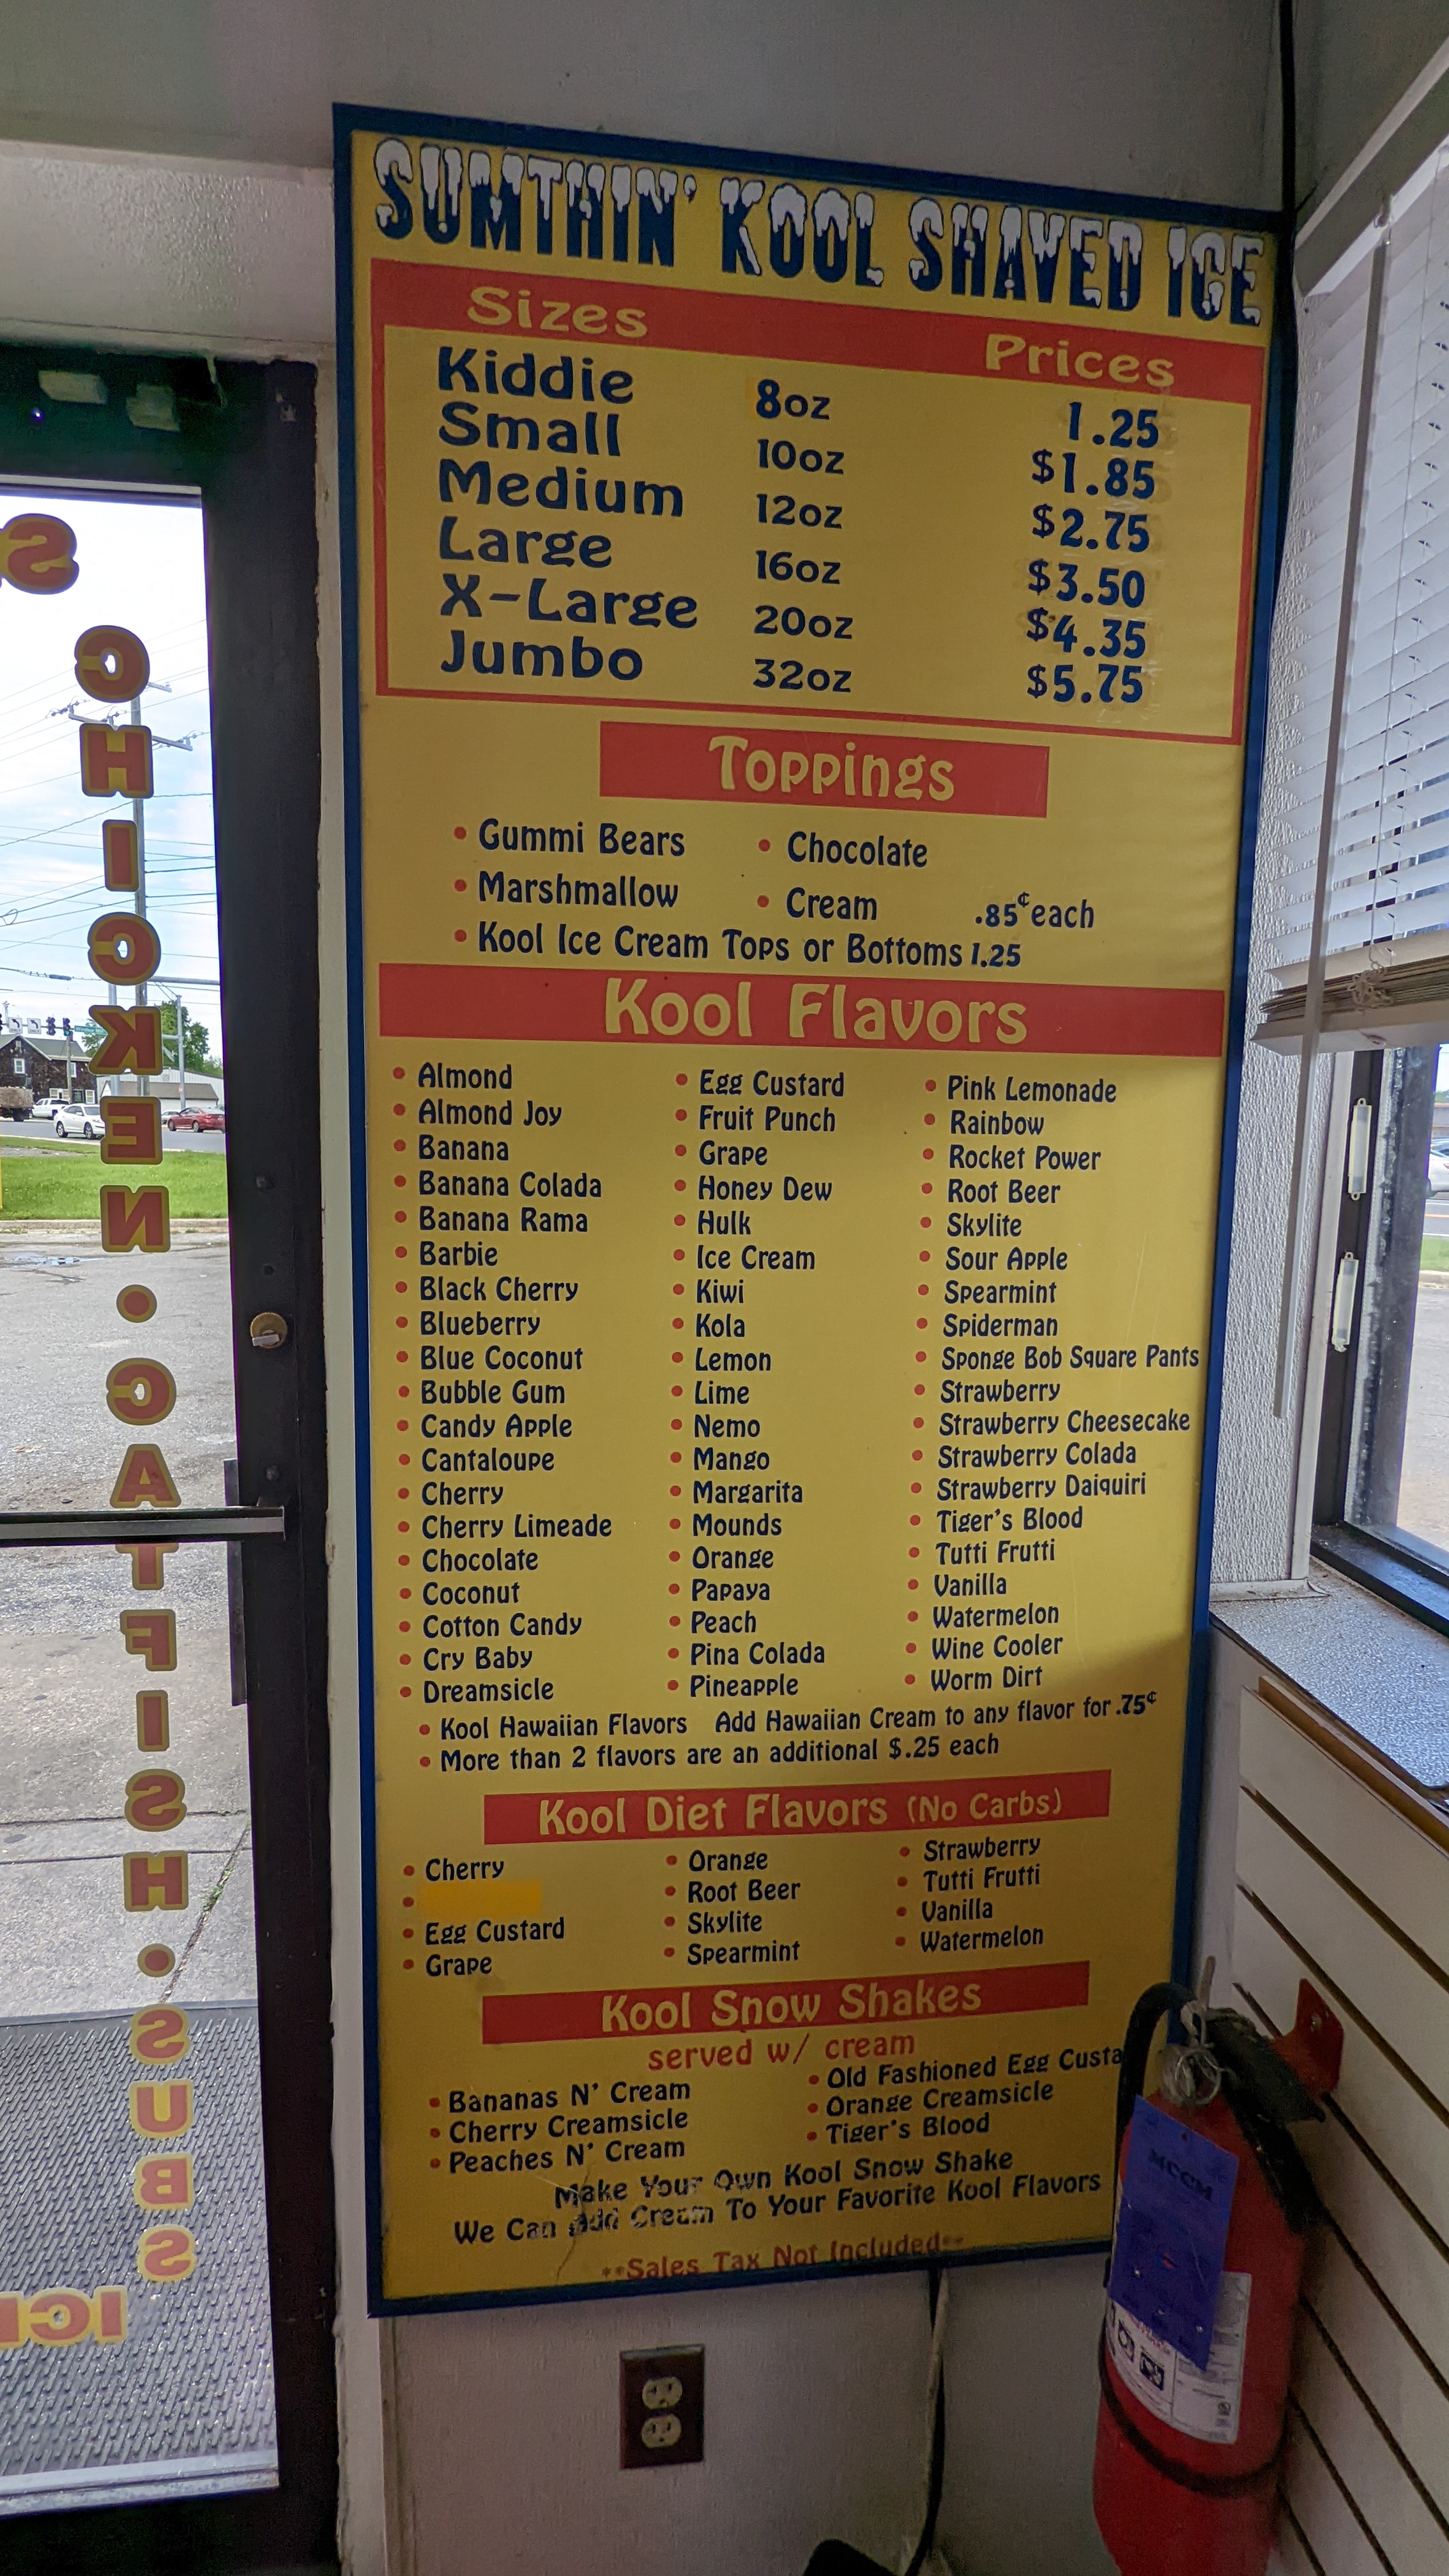 SUMTHIN' KOOL SHAVED ICE
Sizes Prices
Kiddie 8oz 1.25
Small 10oz $1.85
Medium 12oz $2.75
Large 16oz $3.50
X-Large 20oz $4.35
Jumbo 32oz $5.75
Toppings
• Gummi Bears • Chocolate
• Marshmallow • Cream .85¢ each
• Kool Ice Cream Tops or Bottoms 1.25
Kool Flavors
• Almond
• Almond Joy
• Banana
• Banana Colada
• Banana Rama
• Barbie
• Black Cherry
• Blueberry
• Blue Coconut
• Bubble Gum
• Candy Apple
• Cantaloupe
• Cherry
• Cherry Limeade
• Chocolate
• Coconut
• Cotton Candy
• Cry Baby
• Dreamsicle
• Egg Custard
• Fruit Punch
• Grape
• Honey Dew
• Hulk
• Ice Cream
• Kiwi
• Kola
• Lemon
• Lime
• Nemo
• Mango
• Margarita
• Mounds
• Orange
• Papaya
• Peach
• Pina Colada
• Pineapple
• Pink Lemonade
• Rainbow
• Rocket Power
• Root Beer
• Skylite
• Sour Apple
• Spearmint
• Spiderman
• Sponge Bob Square Pants
• Strawberry
• Strawberry Cheesecake
• Strawberry Colada
• Strawberry Daiquiri
• Tiger's Blood
• Tutti Frutti
• Vanilla
• Watermelon
• Wine Cooler
• Worm Dirt
• Kool Hawaiian Flavors Add Hawaiian Cream to any flavor for .75¢
• More than 2 flavors are an additional $.25 each
Kool Diet Flavors (No Carbs)
• Cherry
•
• Egg Custard
• Grape
• Orange
• Root Beer
• Skylite
• Spearmint
• Strawberry
• Tutti Frutti
• Vanilla
• Watermelon
Kool Snow Shakes
served w/ cream
• Bananas N' Cream
• Cherry Creamsicle
• Peaches N' Cream
• Old Fashioned Egg Custa
• Orange Creamsicle
• Tiger's Blood
Make Your Own Kool Snow Shake
We Can Add Cream To Your Favorite Kool Flavors
**Sales Tax Not Included**
CHICKEN • CATFISH • SUBS
MCCM